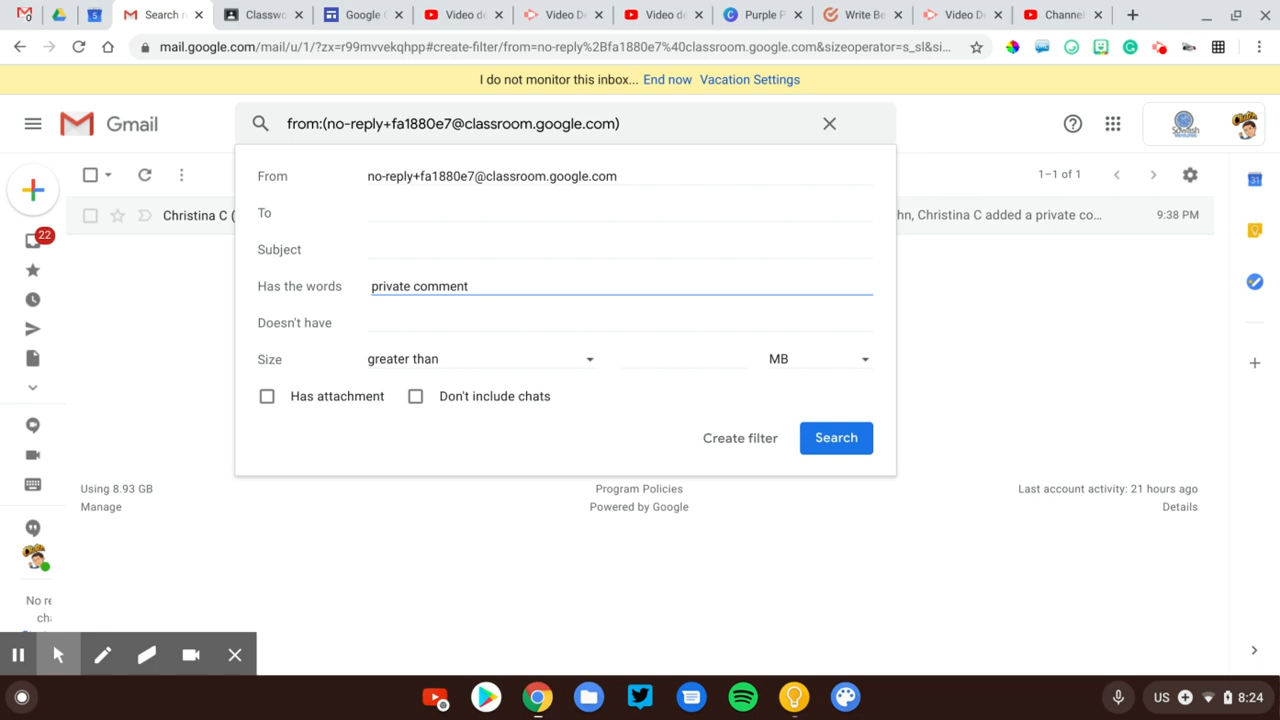 Search r
Classwo
Google C
Video de
Video De
Video de
Purple P
Write Be
Video De
Channel
mail.google.com/mail/u/1/?zx=r99mvvekqhpp#create-filter/from=no-reply%2Bfa1880e7%40classroom.google.com&sizeoperator=s_sl&si...
I do not monitor this inbox... End now Vacation Settings
Gmail
from:(no-reply+fa1880e7@classroom.google.com)
From no-reply+fa1880e7@classroom.google.com
1–1 of 1
To
Christina C (
hn, Christina C added a private co...
9:38 PM
22
Subject
Has the words private comment
Doesn't have
Size greater than MB
Has attachment Don't include chats
Create filter Search
Using 8.93 GB
Manage
Program Policies
Powered by Google
Last account activity: 21 hours ago
Details
No re
cha
US 8:24